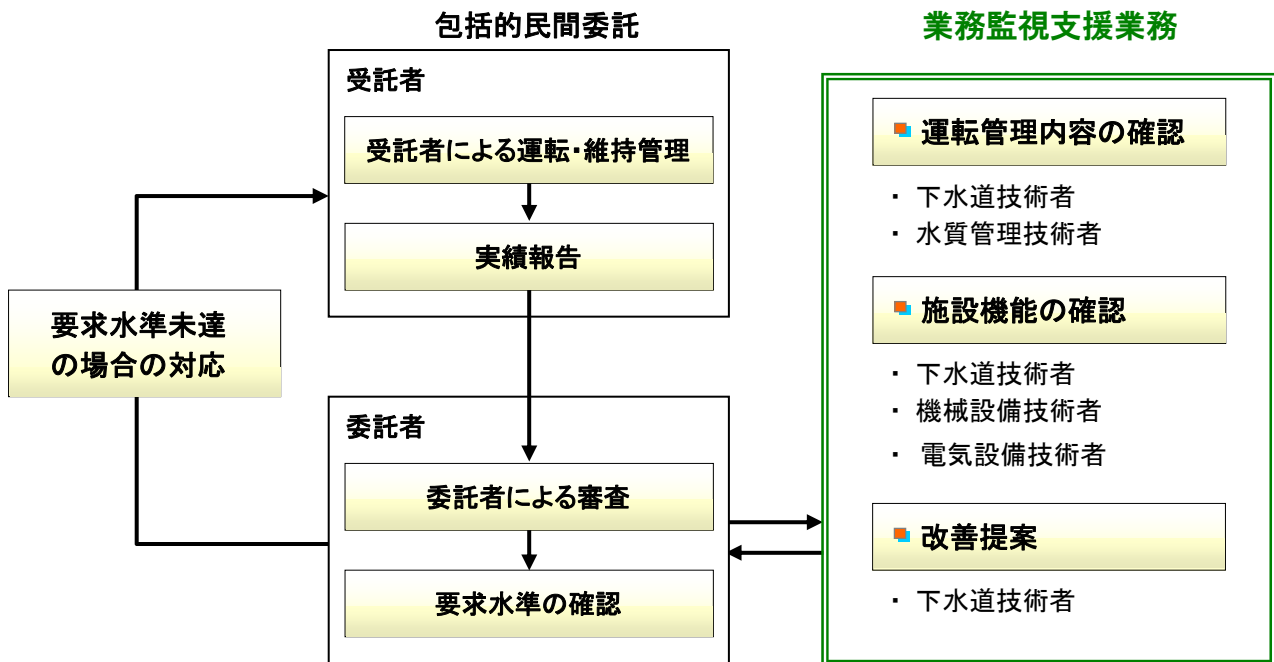 包括的民間委託
受託者
受託者による運転・維持管理
実績報告
要求水準未達
の場合の対応
委託者
委託者による審査
要求水準の確認
業務監視支援業務
運転管理内容の確認
・ 下水道技術者
・ 水質管理技術者
施設機能の確認
・ 下水道技術者
・ 機械設備技術者
・ 電気設備技術者
改善提案
・ 下水道技術者